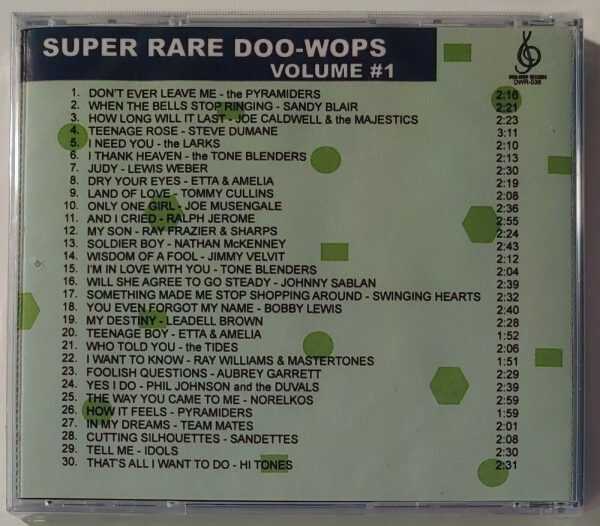 SUPER RARE DOO-WOPS
VOLUME #1
DWR-038
1. DON'T EVER LEAVE ME - the PYRAMIDERS 2:16
2. WHEN THE BELLS STOP RINGING - SANDY BLAIR 2:21
3. HOW LONG WILL IT LAST - JOE CALDWELL & the MAJESTICS 2:23
4. TEENAGE ROSE - STEVE DUMANE 3:11
5. I NEED YOU - the LARKS 2:10
6. I THANK HEAVEN - the TONE BLENDERS 2:13
7. JUDY - LEWIS WEBER 2:30
8. DRY YOUR EYES - ETTA & AMELIA 2:19
9. LAND OF LOVE - TOMMY CULLINS 2:08
10. ONLY ONE GIRL - JOE MUSENGALE 2:36
11. AND I CRIED - RALPH JEROME 2:55
12. MY SON - RAY FRAZIER & SHARPS 2:24
13. SOLDIER BOY - NATHAN McKENNEY 2:43
14. WISDOM OF A FOOL - JIMMY VELVIT 2:12
15. I'M IN LOVE WITH YOU - TONE BLENDERS 2:04
16. WILL SHE AGREE TO GO STEADY - JOHNNY SABLAN 2:39
17. SOMETHING MADE ME STOP SHOPPING AROUND - SWINGING HEARTS 2:32
18. YOU EVEN FORGOT MY NAME - BOBBY LEWIS 2:40
19. MY DESTINY - LEADELL BROWN 2:28
20. TEENAGE BOY - ETTA & AMELIA 1:52
21. WHO TOLD YOU - the TIDES 2:06
22. I WANT TO KNOW - RAY WILLIAMS & MASTERTONES 1:51
23. FOOLISH QUESTIONS - AUBREY GARRETT 2:29
24. YES I DO - PHIL JOHNSON and the DUVALS 2:39
25. THE WAY YOU CAME TO ME - NORELKOS 2:59
26. HOW IT FEELS - PYRAMIDERS 1:59
27. IN MY DREAMS - TEAM MATES 2:01
28. CUTTING SILHOUETTES - SANDETTES 2:08
29. TELL ME - IDOLS 2:30
30. THAT'S ALL I WANT TO DO - HI TONES 2:31